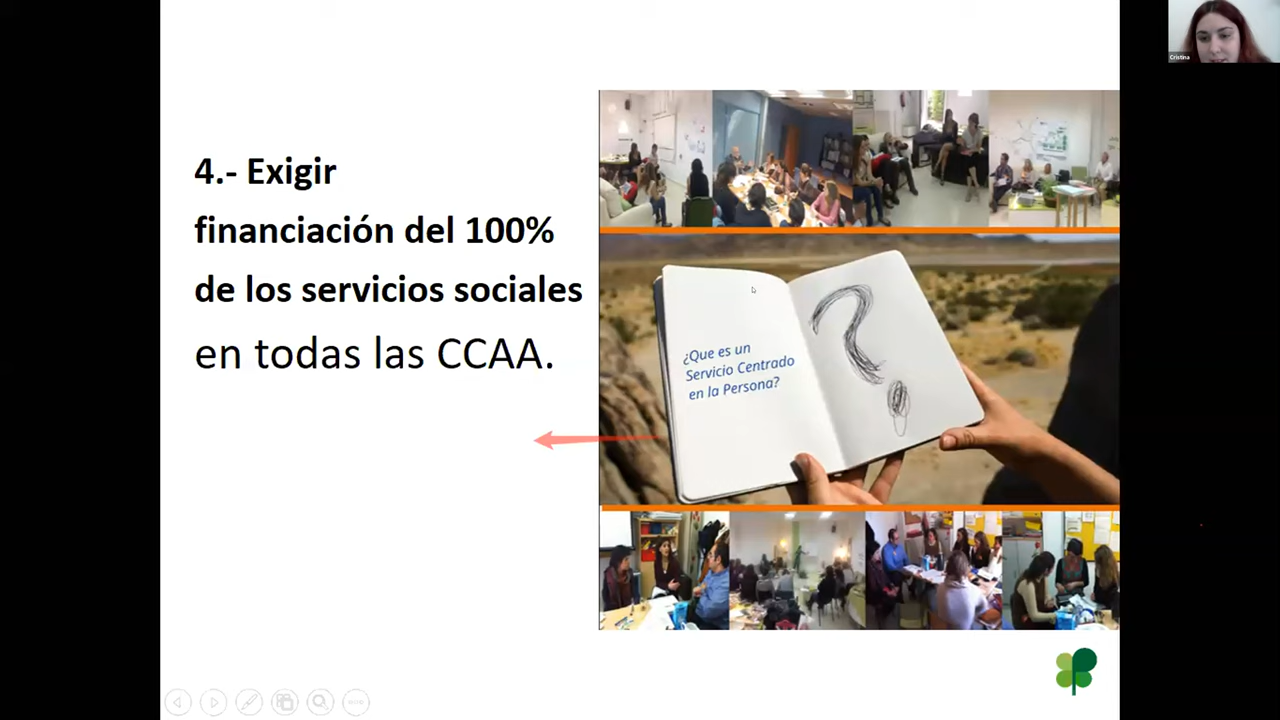 4.- Exigir
financiación del 100%
de los servicios sociales
en todas las CCAA.
¿Que es un
Servicio Centrado
en la Persona?
?
Cristina